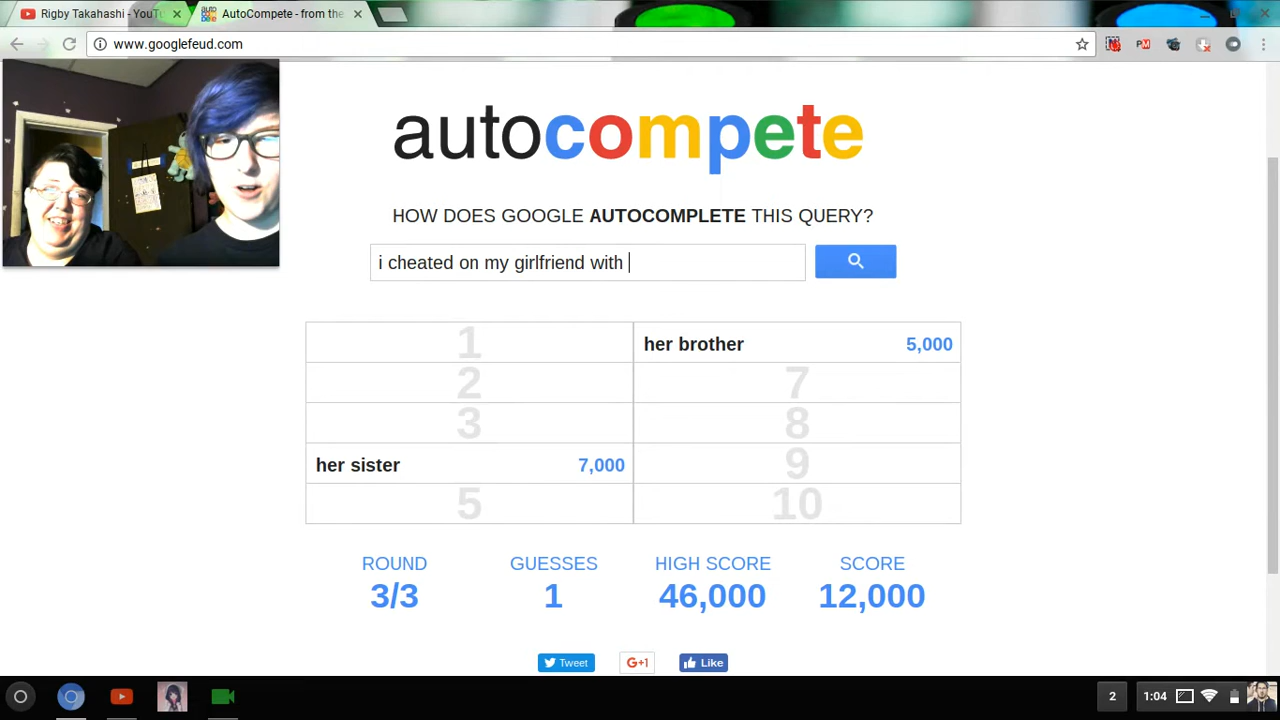 Rigby Takahashi - YouTu
AutoCompete - from the
www.googlefeud.com
autocompete
HOW DOES GOOGLE AUTOCOMPLETE THIS QUERY?
i cheated on my girlfriend with
1
her brother 5,000
2
7
3
8
her sister 7,000
9
5
10
ROUND GUESSES HIGH SCORE SCORE
3/3 1 46,000 12,000
Tweet
G+1
Like
2
1:04